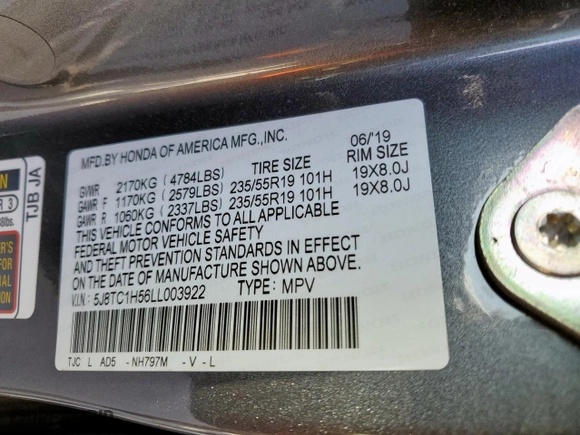 MFD.BY HONDA OF AMERICA MFG.,INC. 06/'19
TIRE SIZE RIM SIZE
GVWR 2170KG (4784LBS)
GAWR F 1170KG (2579LBS) 235/55R19 101H 19X8.0J
GAWR R 1060KG (2337LBS) 235/55R19 101H 19X8.0J
THIS VEHICLE CONFORMS TO ALL APPLICABLE
FEDERAL MOTOR VEHICLE SAFETY
AND THEFT PREVENTION STANDARDS IN EFFECT
ON THE DATE OF MANUFACTURE SHOWN ABOVE.
V.I.N: 5J8TC1H56LL003922 TYPE: MPV
TJC L AD5 -NH797M -V-L
TJB JA
R 3
FOR